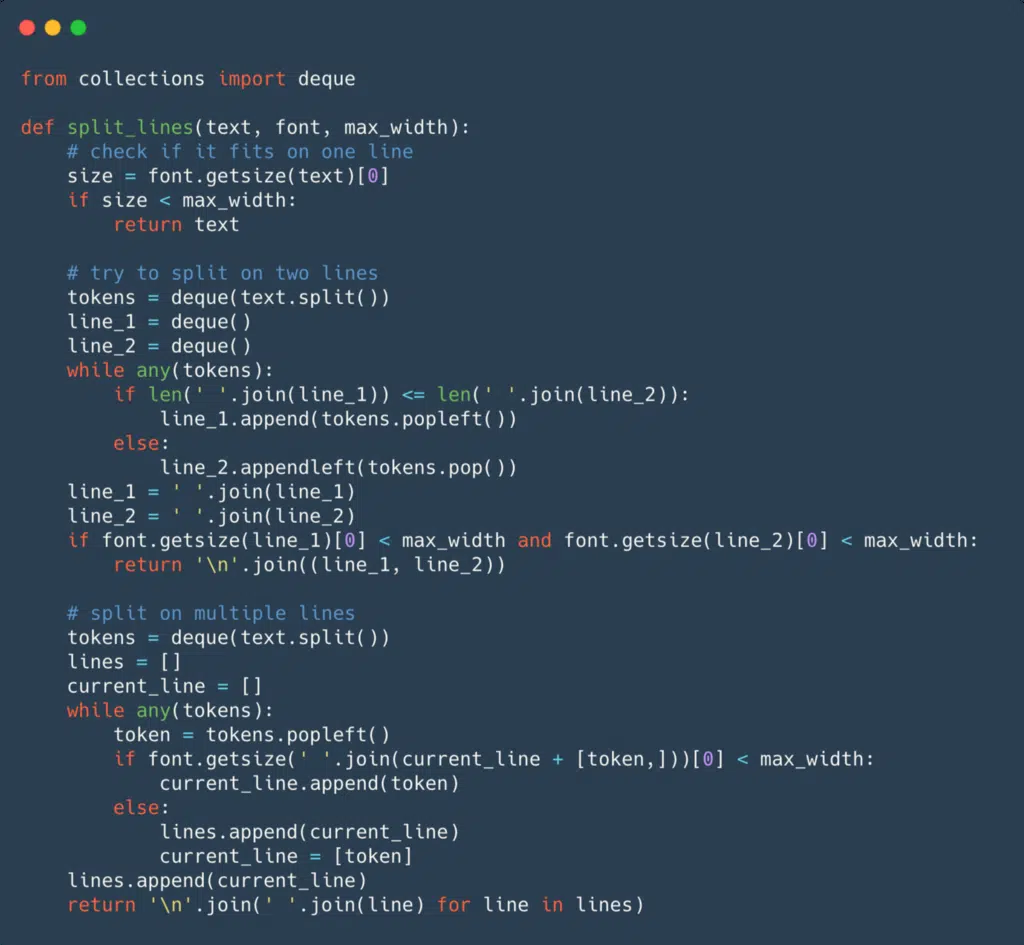 from collections import deque

def split_lines(text, font, max_width):
    # check if it fits on one line
    size = font.getsize(text)[0]
    if size < max_width:
        return text

    # try to split on two lines
    tokens = deque(text.split())
    line_1 = deque()
    line_2 = deque()
    while any(tokens):
        if len(' '.join(line_1)) <= len(' '.join(line_2)):
            line_1.append(tokens.popleft())
        else:
            line_2.appendleft(tokens.pop())
    line_1 = ' '.join(line_1)
    line_2 = ' '.join(line_2)
    if font.getsize(line_1)[0] < max_width and font.getsize(line_2)[0] < max_width:
        return '\n'.join((line_1, line_2))

    # split on multiple lines
    tokens = deque(text.split())
    lines = []
    current_line = []
    while any(tokens):
        token = tokens.popleft()
        if font.getsize(' '.join(current_line + [token,]))[0] < max_width:
            current_line.append(token)
        else:
            lines.append(current_line)
            current_line = [token]
    lines.append(current_line)
    return '\n'.join(' '.join(line) for line in lines)